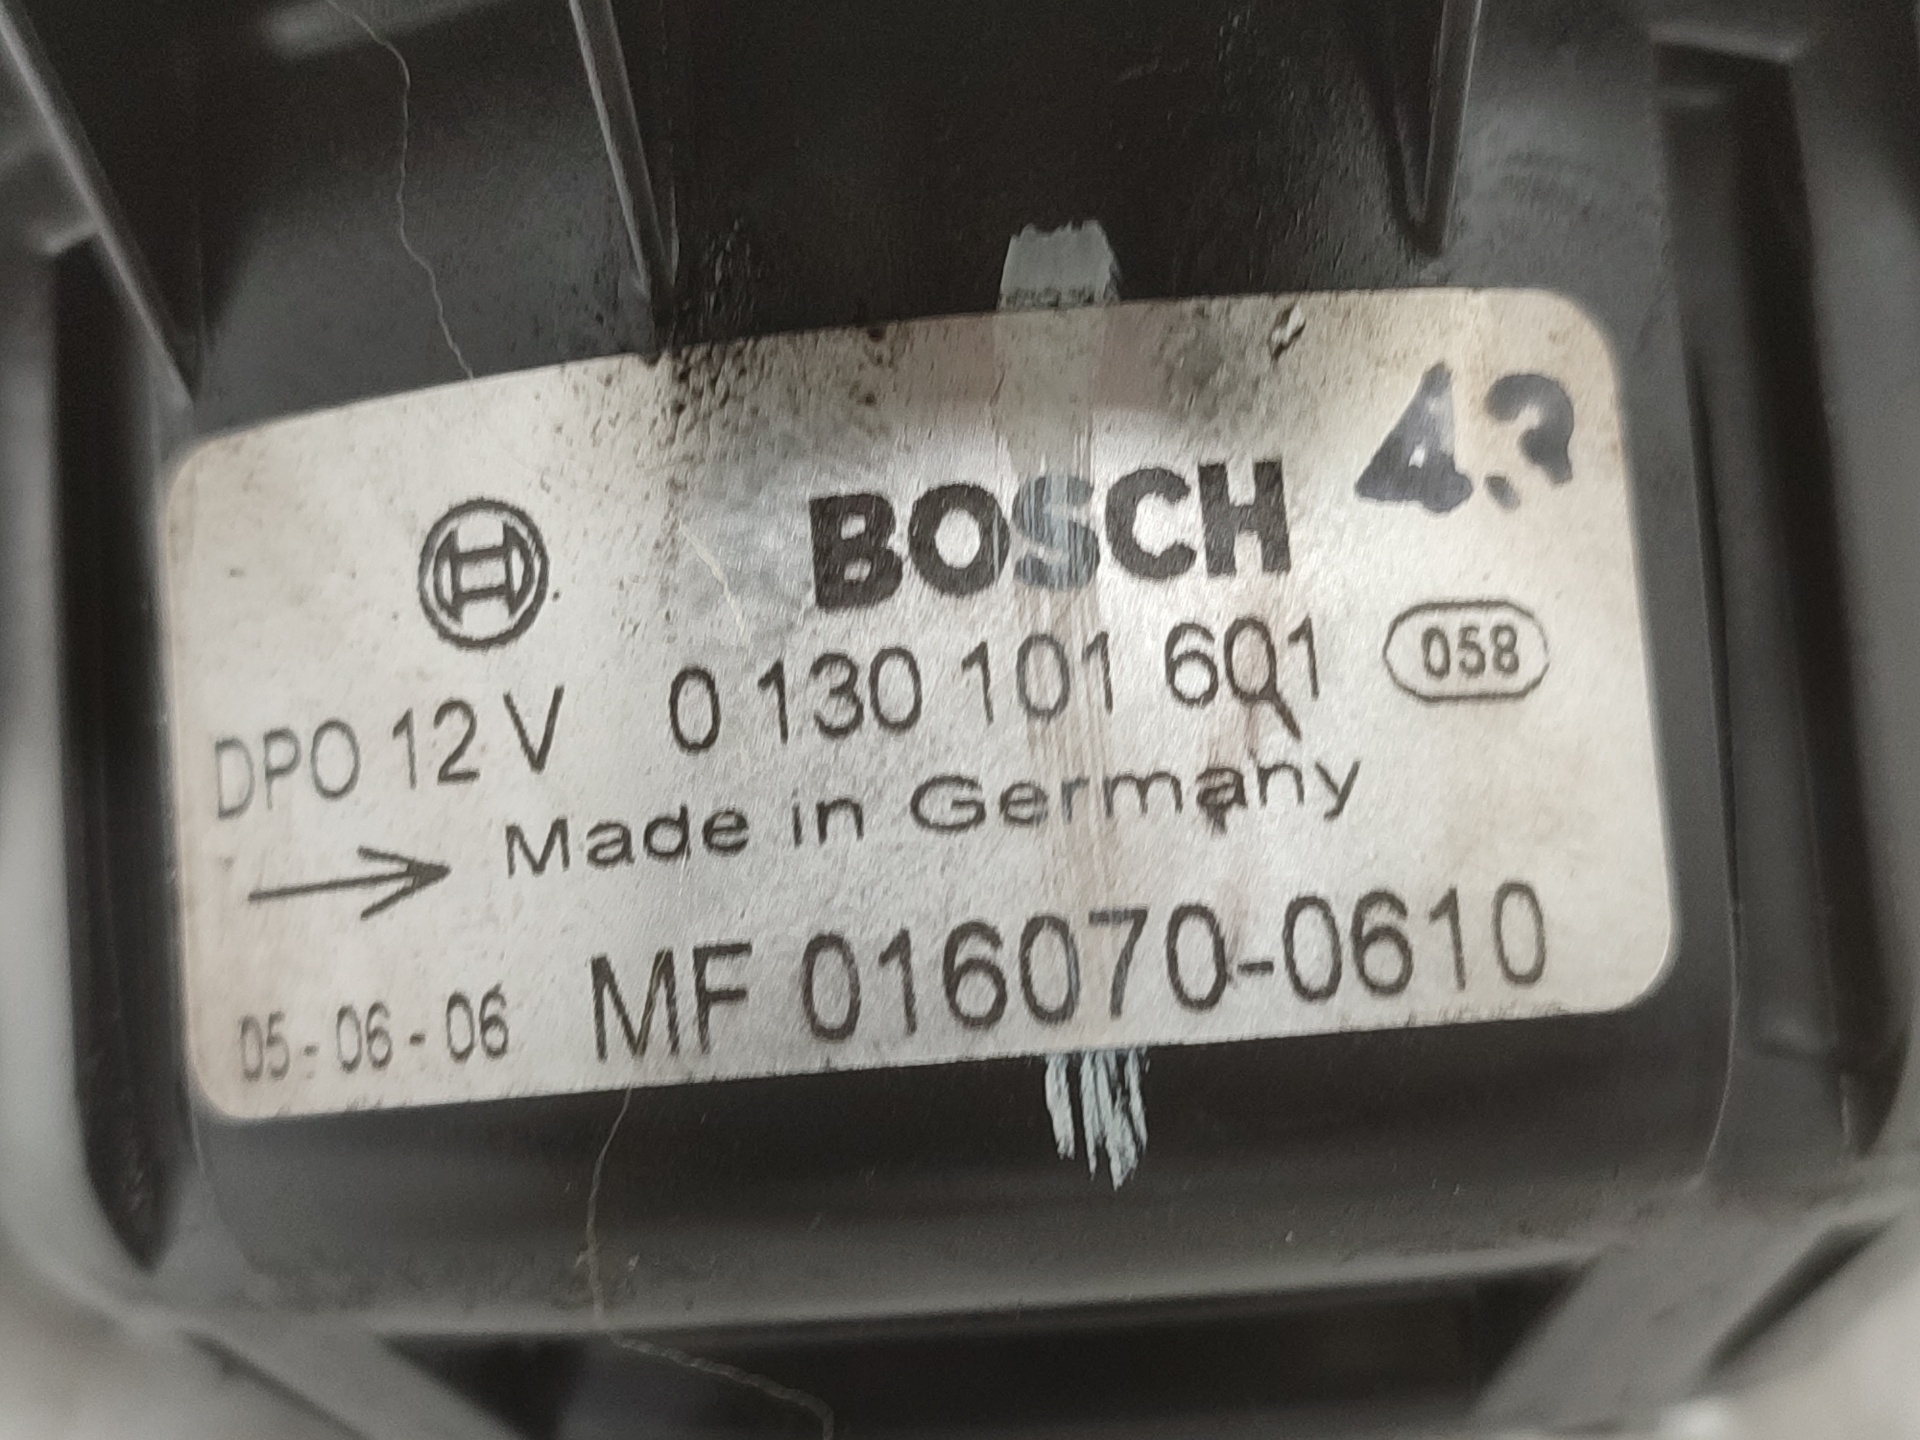 43
BOSCH
DPO 12 V 0 130 101 601 058
Made in Germany
05-06-06 MF 016070-0610